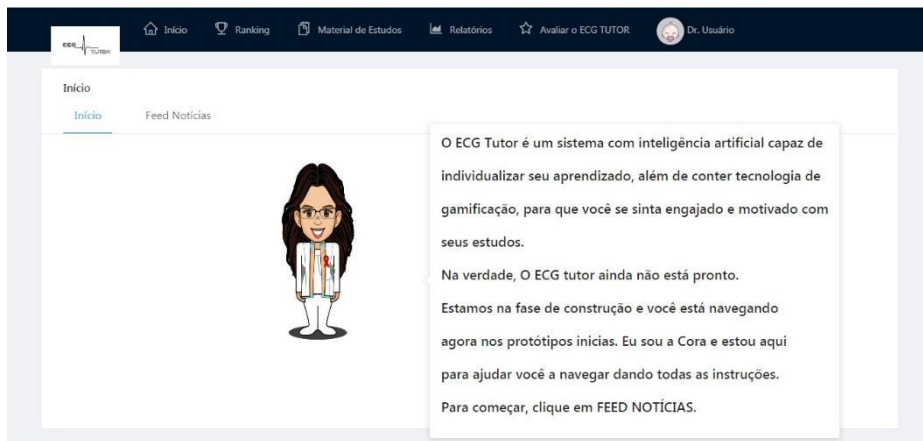 ECG
TUTOR
Início
Ranking
Material de Estudos
Relatórios
Avaliar o ECG TUTOR
Dr. Usuário
Início
Início
Feed Notícias
O ECG Tutor é um sistema com inteligência artificial capaz de
individualizar seu aprendizado, além de conter tecnologia de
gamificação, para que você se sinta engajado e motivado com
seus estudos.
Na verdade, O ECG tutor ainda não está pronto.
Estamos na fase de construção e você está navegando
agora nos protótipos inicias. Eu sou a Cora e estou aqui
para ajudar você a navegar dando todas as instruções.
Para começar, clique em FEED NOTÍCIAS.